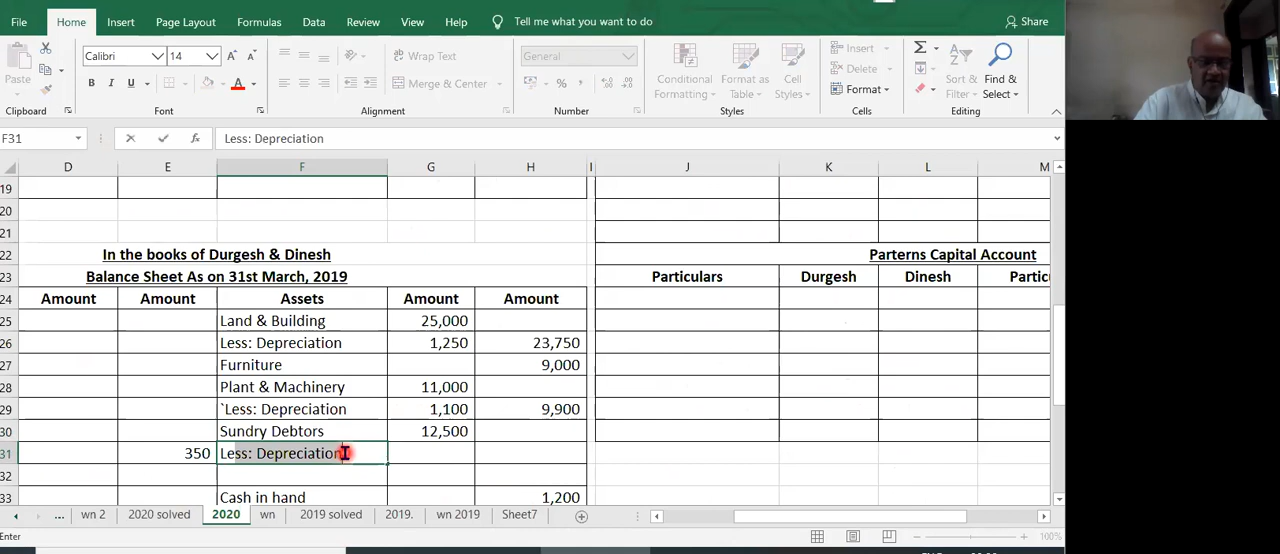 File Home Insert Page Layout Formulas Data Review View Help Tell me what you want to do Share
Calibri 14 A A Wrap Text General Insert Σ
Paste B I U A Merge & Center % , Conditional Formatting Format as Table Cell Styles Delete Format Sort & Filter Find & Select
Clipboard Font Alignment Number Styles Cells Editing
F31 fx Less: Depreciation
D E F G H I J K L M
19
20
21
22 In the books of Durgesh & Dinesh Parterns Capital Account
23 Balance Sheet As on 31st March, 2019 Particulars Durgesh Dinesh Partic
24 Amount Amount Assets Amount Amount
25 Land & Building 25,000
26 Less: Depreciation 1,250 23,750
27 Furniture 9,000
28 Plant & Machinery 11,000
29 `Less: Depreciation 1,100 9,900
30 Sundry Debtors 12,500
31 350 Less: Depreciation
32
33 Cash in hand 1,200
... wn 2 2020 solved 2020 wn 2019 solved 2019. wn 2019 Sheet7
Enter 100%